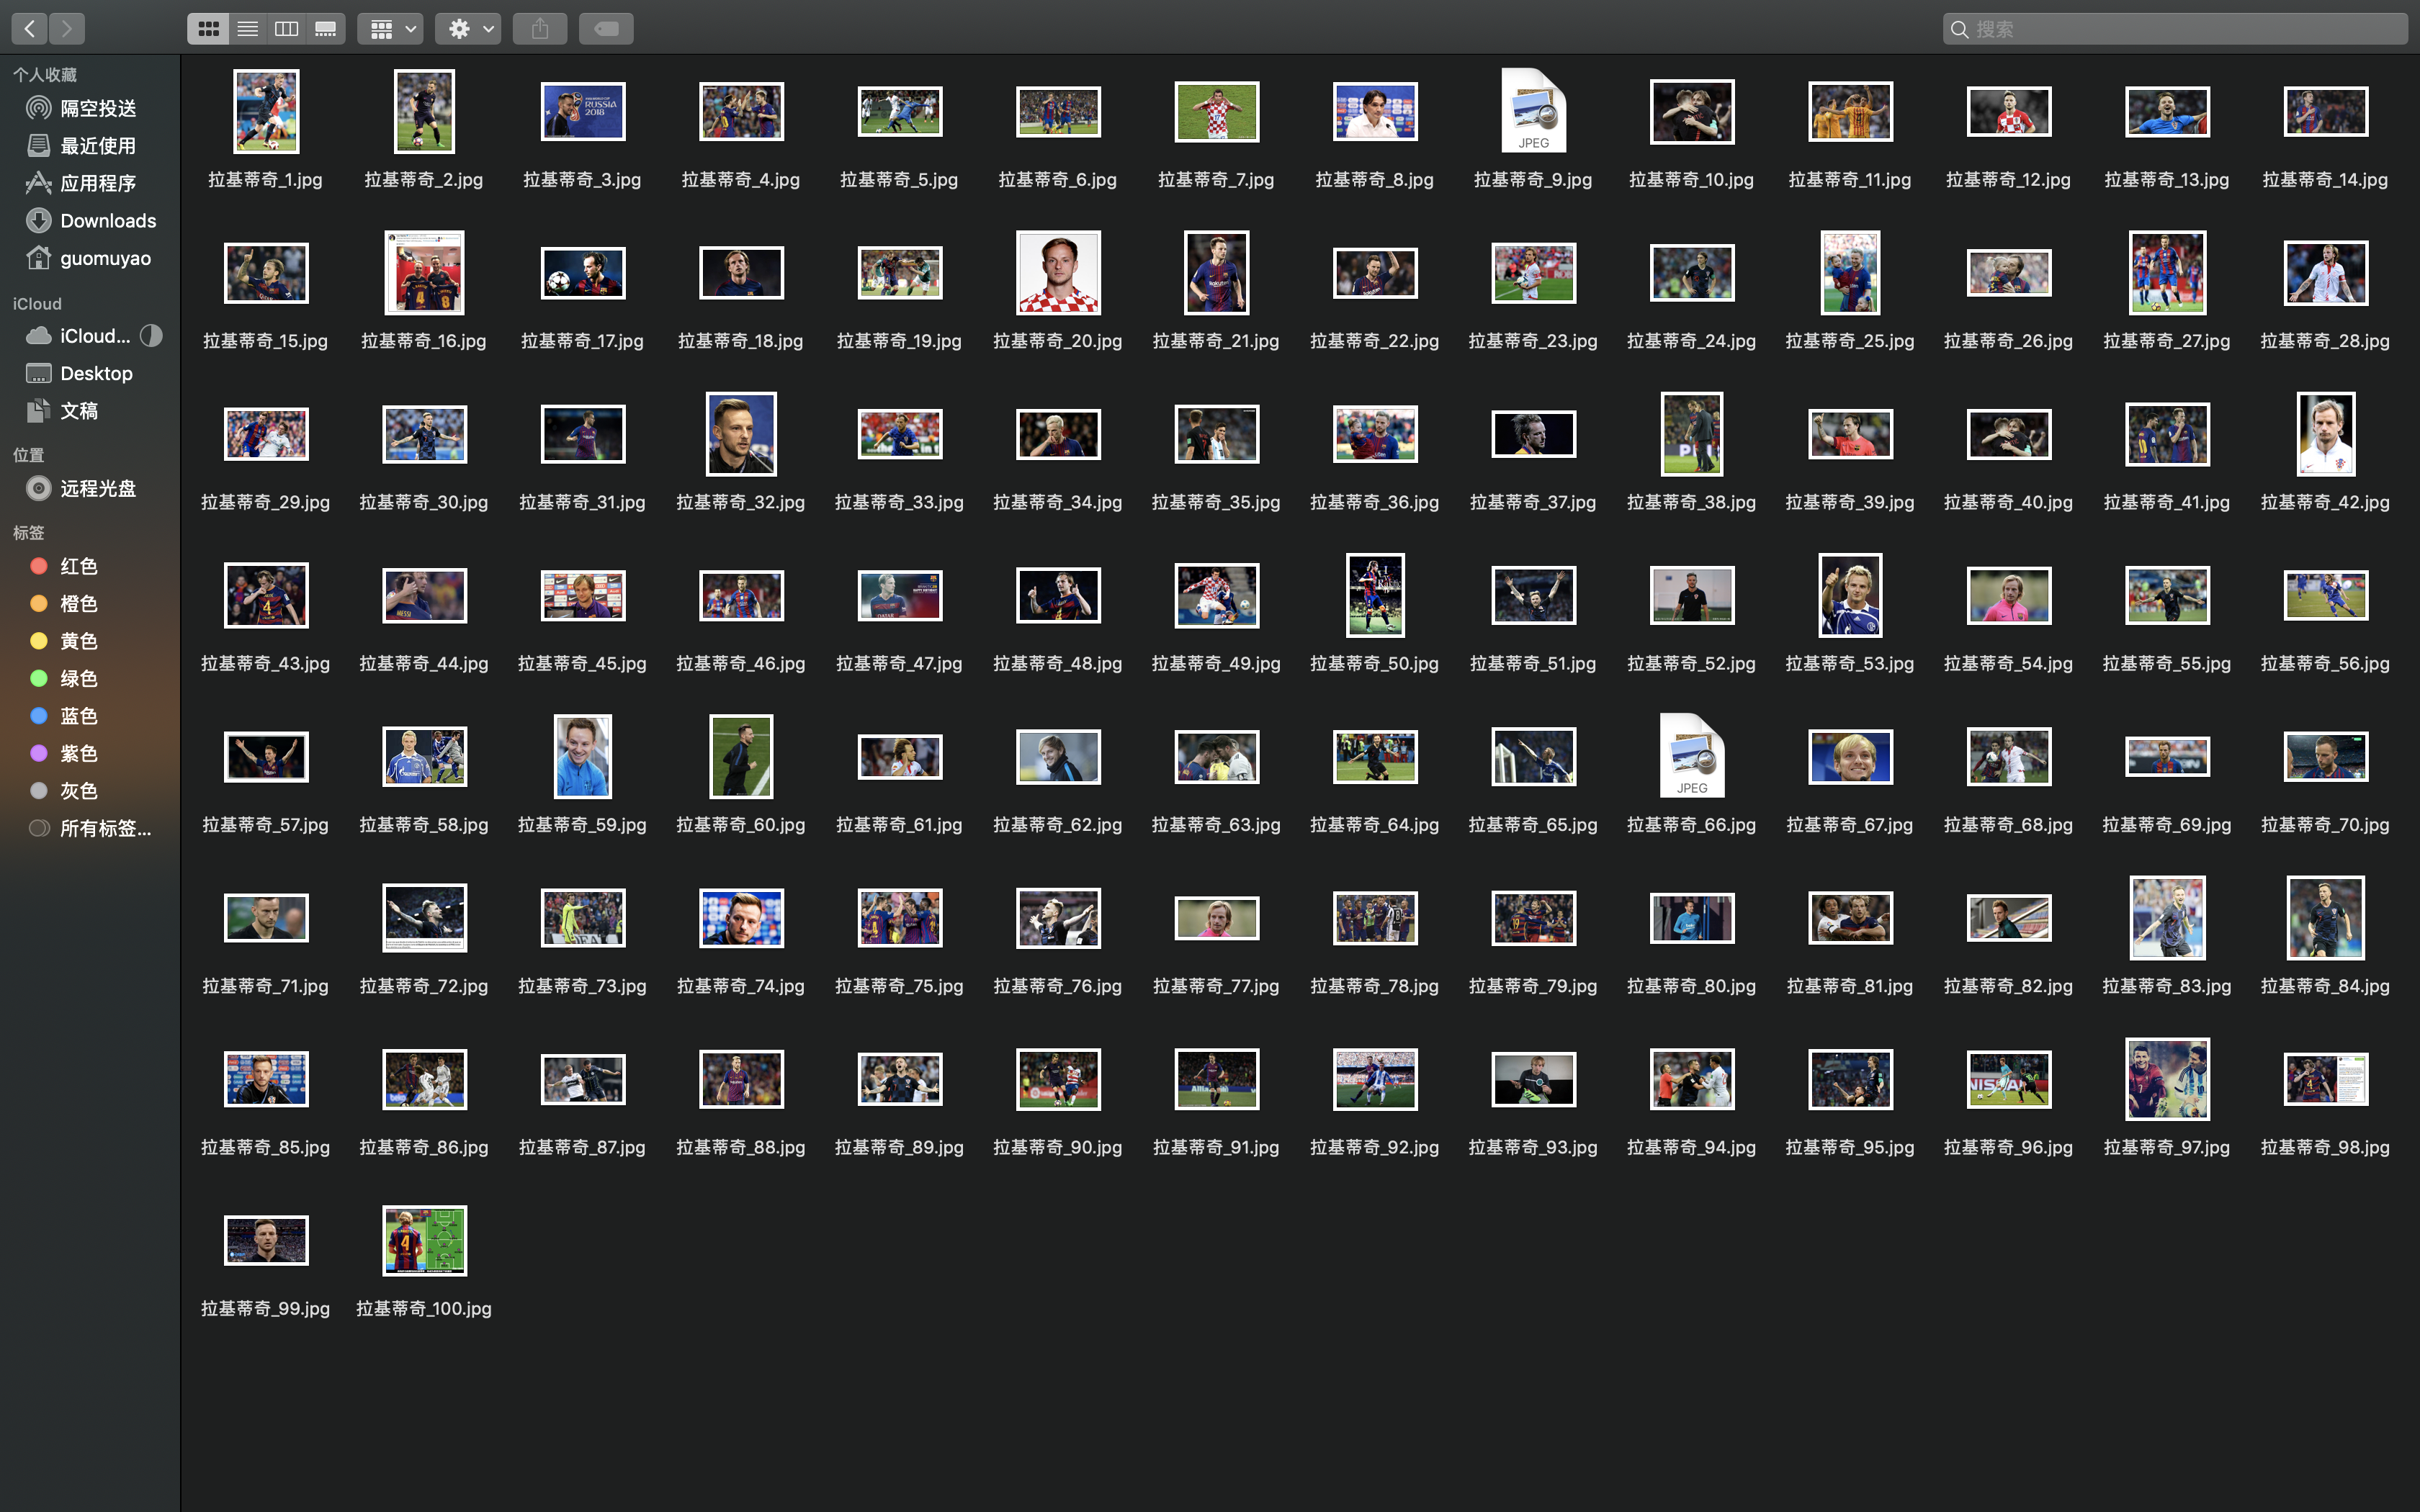 搜索
个人收藏
隔空投送
最近使用
应用程序
Downloads
guomuyao
iCloud
iCloud...
Desktop
文稿
位置
远程光盘
标签
红色
橙色
黄色
绿色
蓝色
紫色
灰色
所有标签...
RUSSIA
2018
JPEG
拉基蒂奇_1.jpg 拉基蒂奇_2.jpg 拉基蒂奇_3.jpg 拉基蒂奇_4.jpg 拉基蒂奇_5.jpg 拉基蒂奇_6.jpg 拉基蒂奇_7.jpg 拉基蒂奇_8.jpg 拉基蒂奇_9.jpg 拉基蒂奇_10.jpg 拉基蒂奇_11.jpg 拉基蒂奇_12.jpg 拉基蒂奇_13.jpg 拉基蒂奇_14.jpg
拉基蒂奇_15.jpg 拉基蒂奇_16.jpg 拉基蒂奇_17.jpg 拉基蒂奇_18.jpg 拉基蒂奇_19.jpg 拉基蒂奇_20.jpg 拉基蒂奇_21.jpg 拉基蒂奇_22.jpg 拉基蒂奇_23.jpg 拉基蒂奇_24.jpg 拉基蒂奇_25.jpg 拉基蒂奇_26.jpg 拉基蒂奇_27.jpg 拉基蒂奇_28.jpg
拉基蒂奇_29.jpg 拉基蒂奇_30.jpg 拉基蒂奇_31.jpg 拉基蒂奇_32.jpg 拉基蒂奇_33.jpg 拉基蒂奇_34.jpg 拉基蒂奇_35.jpg 拉基蒂奇_36.jpg 拉基蒂奇_37.jpg 拉基蒂奇_38.jpg 拉基蒂奇_39.jpg 拉基蒂奇_40.jpg 拉基蒂奇_41.jpg 拉基蒂奇_42.jpg
拉基蒂奇_43.jpg 拉基蒂奇_44.jpg 拉基蒂奇_45.jpg 拉基蒂奇_46.jpg 拉基蒂奇_47.jpg 拉基蒂奇_48.jpg 拉基蒂奇_49.jpg 拉基蒂奇_50.jpg 拉基蒂奇_51.jpg 拉基蒂奇_52.jpg 拉基蒂奇_53.jpg 拉基蒂奇_54.jpg 拉基蒂奇_55.jpg 拉基蒂奇_56.jpg
JPEG
拉基蒂奇_57.jpg 拉基蒂奇_58.jpg 拉基蒂奇_59.jpg 拉基蒂奇_60.jpg 拉基蒂奇_61.jpg 拉基蒂奇_62.jpg 拉基蒂奇_63.jpg 拉基蒂奇_64.jpg 拉基蒂奇_65.jpg 拉基蒂奇_66.jpg 拉基蒂奇_67.jpg 拉基蒂奇_68.jpg 拉基蒂奇_69.jpg 拉基蒂奇_70.jpg
拉基蒂奇_71.jpg 拉基蒂奇_72.jpg 拉基蒂奇_73.jpg 拉基蒂奇_74.jpg 拉基蒂奇_75.jpg 拉基蒂奇_76.jpg 拉基蒂奇_77.jpg 拉基蒂奇_78.jpg 拉基蒂奇_79.jpg 拉基蒂奇_80.jpg 拉基蒂奇_81.jpg 拉基蒂奇_82.jpg 拉基蒂奇_83.jpg 拉基蒂奇_84.jpg
拉基蒂奇_85.jpg 拉基蒂奇_86.jpg 拉基蒂奇_87.jpg 拉基蒂奇_88.jpg 拉基蒂奇_89.jpg 拉基蒂奇_90.jpg 拉基蒂奇_91.jpg 拉基蒂奇_92.jpg 拉基蒂奇_93.jpg 拉基蒂奇_94.jpg 拉基蒂奇_95.jpg 拉基蒂奇_96.jpg 拉基蒂奇_97.jpg 拉基蒂奇_98.jpg
拉基蒂奇_99.jpg 拉基蒂奇_100.jpg